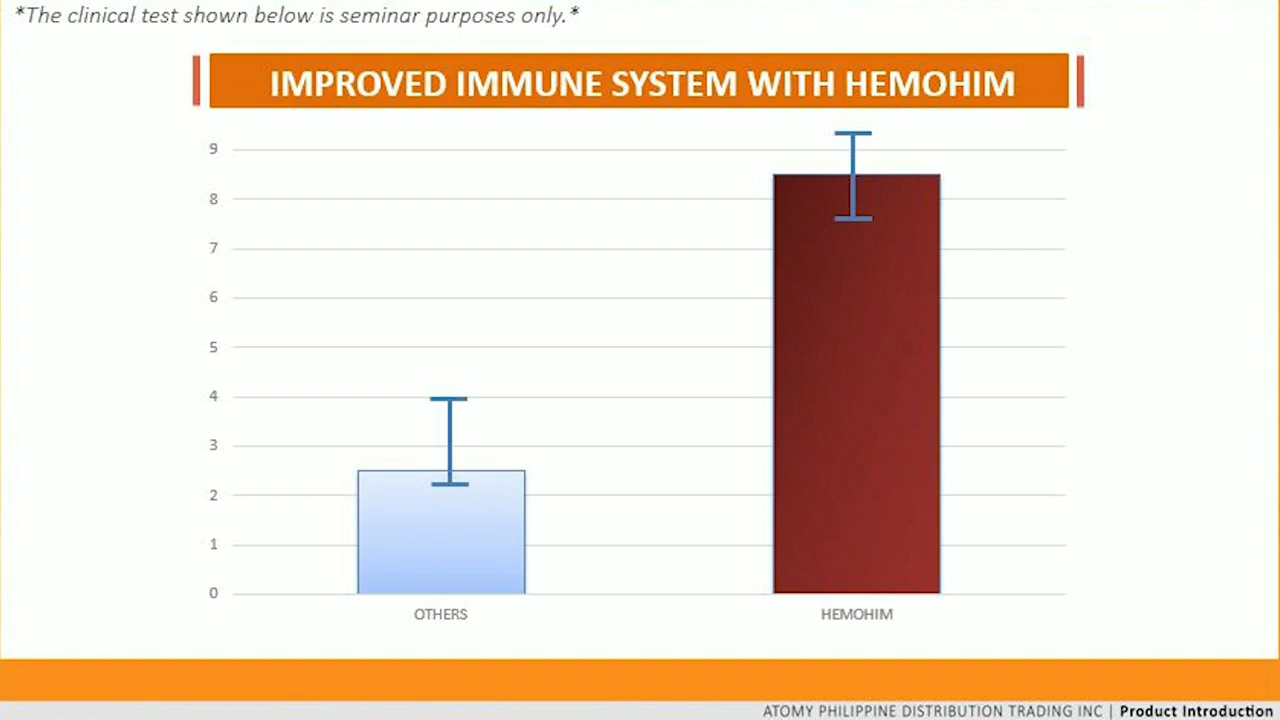 *The clinical test shown below is seminar purposes only.*
IMPROVED IMMUNE SYSTEM WITH HEMOHIM
9
8
7
6
5
4
3
2
1
0
OTHERS
HEMOHIM
ATOMY PHILIPPINE DISTRIBUTION TRADING INC | Product Introduction